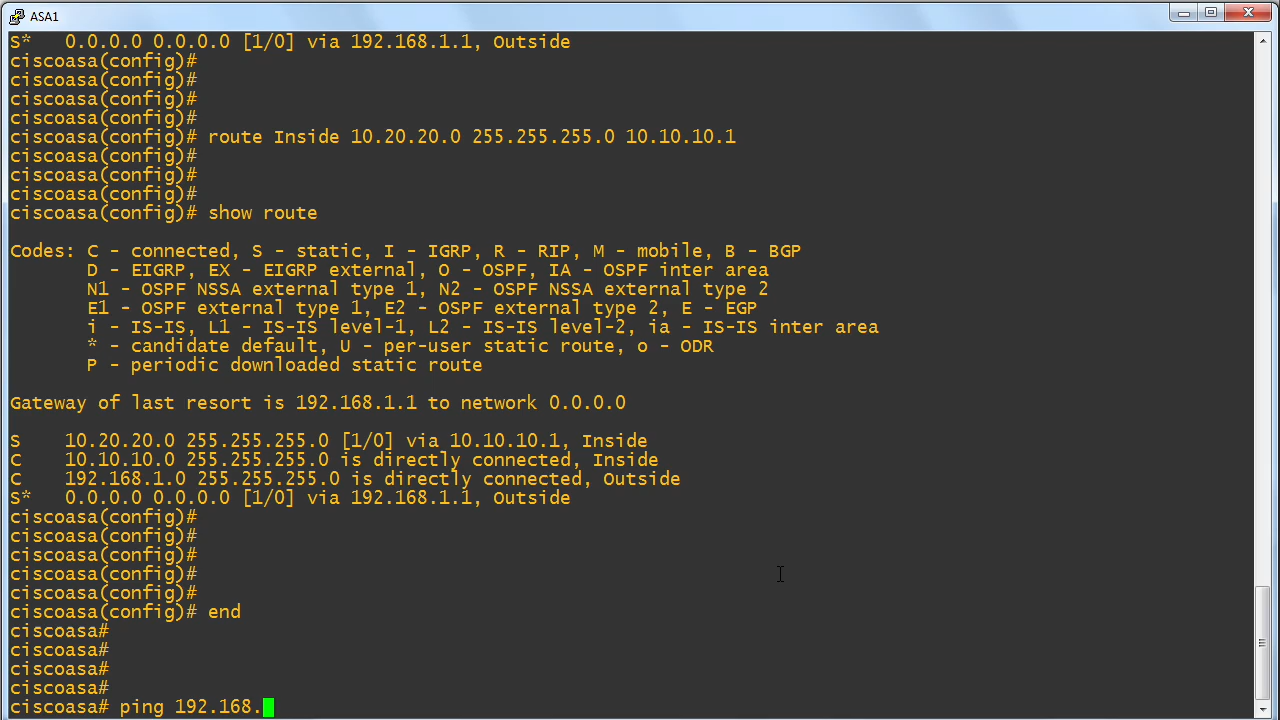 ASA1
S*   0.0.0.0 0.0.0.0 [1/0] via 192.168.1.1, Outside
ciscoasa(config)#
ciscoasa(config)#
ciscoasa(config)#
ciscoasa(config)#
ciscoasa(config)# route Inside 10.20.20.0 255.255.255.0 10.10.10.1
ciscoasa(config)#
ciscoasa(config)#
ciscoasa(config)#
ciscoasa(config)# show route
Codes: C - connected, S - static, I - IGRP, R - RIP, M - mobile, B - BGP
       D - EIGRP, EX - EIGRP external, O - OSPF, IA - OSPF inter area
       N1 - OSPF NSSA external type 1, N2 - OSPF NSSA external type 2
       E1 - OSPF external type 1, E2 - OSPF external type 2, E - EGP
       i - IS-IS, L1 - IS-IS level-1, L2 - IS-IS level-2, ia - IS-IS inter area
       * - candidate default, U - per-user static route, o - ODR
       P - periodic downloaded static route
Gateway of last resort is 192.168.1.1 to network 0.0.0.0
S    10.20.20.0 255.255.255.0 [1/0] via 10.10.10.1, Inside
C    10.10.10.0 255.255.255.0 is directly connected, Inside
C    192.168.1.0 255.255.255.0 is directly connected, Outside
S*   0.0.0.0 0.0.0.0 [1/0] via 192.168.1.1, Outside
ciscoasa(config)#
ciscoasa(config)#
ciscoasa(config)#
ciscoasa(config)#
ciscoasa(config)#
ciscoasa(config)# end
ciscoasa#
ciscoasa#
ciscoasa#
ciscoasa#
ciscoasa# ping 192.168.